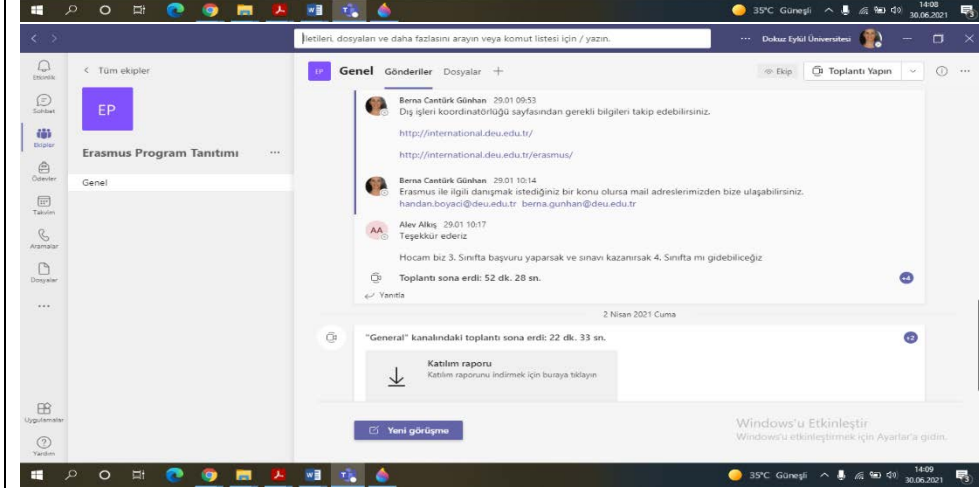 35°C Güneşli
14:08
30.06.2021
İletileri, dosyaları ve daha fazlasını arayın veya komut listesi için / yazın.
Dokuz Eylül Üniversitesi
Etkinlik
Sohbet
Ekipler
Ödevler
Takvim
Aramalar
Dosyalar
Uygulamalar
Yardım
Tüm ekipler
EP
Erasmus Program Tanıtımı
Genel
EP Genel Gönderiler Dosyalar
Ekip
Toplantı Yapın
Berna Cantürk Günhan 29.01 09:53
Dış işleri koordinatörlüğü sayfasından gerekli bilgileri takip edebilirsiniz.
http://international.deu.edu.tr/
http://international.deu.edu.tr/erasmus/
Berna Cantürk Günhan 29.01 10:14
Erasmus ile ilgili danışmak istediğiniz bir konu olursa mail adreslerimizden bize ulaşabilirsiniz.
handan.boyaci@deu.edu.tr berna.gunhan@deu.edu.tr
AA
Alev Alkış 29.01 10:17
Teşekkür ederiz
Hocam biz 3. Sınıfta başvuru yaparsak ve sınavı kazanırsak 4. Sınıfta mı gidebiliceğiz
Toplantı sona erdi: 52 dk. 28 sn.
+4
Yanıtla
2 Nisan 2021 Cuma
"General" kanalındaki toplantı sona erdi: 22 dk. 33 sn.
+2
Katılım raporu
Katılım raporunu indirmek için buraya tıklayın
Yeni görüşme
Windows'u Etkinleştir
Windows'u etkinleştirmek için Ayarlar'a gidin.
35°C Güneşli
14:09
30.06.2021